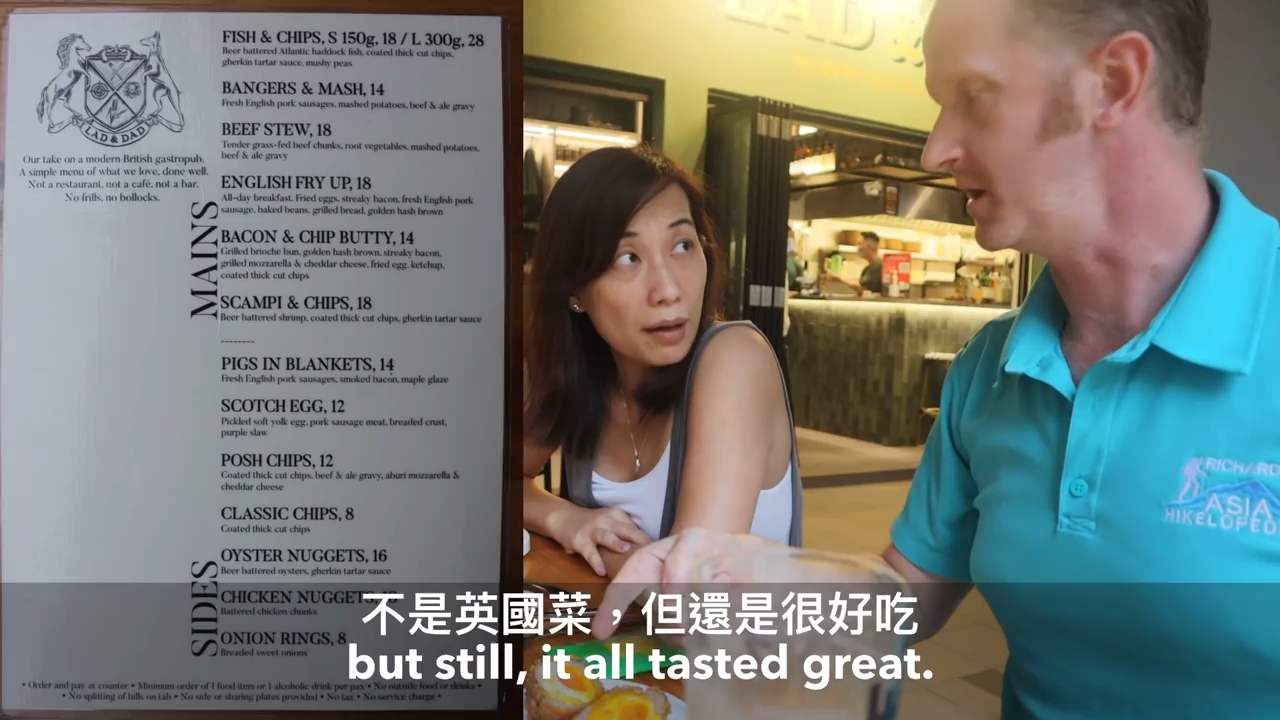 LAD & DAD
Our take on a modern British gastropub.
A simple menu of what we love, done well.
Not a restaurant, not a café, not a bar.
No frills, no bollocks.
MAINS
FISH & CHIPS, S 150g, 18 / L 300g, 28
Beer battered Atlantic haddock fish, coated thick cut chips,
gherkin tartar sauce, mushy peas
BANGERS & MASH, 14
Fresh English pork sausages, mashed potatoes, beef & ale gravy
BEEF STEW, 18
Tender grass-fed beef chunks, root vegetables, mashed potatoes,
beef & ale gravy
ENGLISH FRY UP, 18
All-day breakfast. Fried eggs, streaky bacon, fresh English pork
sausage, baked beans, grilled bread, golden hash brown
BACON & CHIP BUTTY, 14
Grilled brioche bun, golden hash brown, streaky bacon,
grilled mozzarella & cheddar cheese, fried egg, ketchup,
coated thick cut chips
SCAMPI & CHIPS, 18
Beer battered shrimp, coated thick cut chips, gherkin tartar sauce
--------
SIDES
PIGS IN BLANKETS, 14
Fresh English pork sausages, smoked bacon, maple glaze
SCOTCH EGG, 12
Pickled soft yolk egg, pork sausage meat, breaded crust,
purple slaw
POSH CHIPS, 12
Coated thick cut chips, beef & ale gravy, aburi mozzarella &
cheddar cheese
CLASSIC CHIPS, 8
Coated thick cut chips
OYSTER NUGGETS, 16
Beer battered oysters, gherkin tartar sauce
CHICKEN NUGGETS,
Battered chicken chunks
ONION RINGS, 8
Breaded sweet onions
• Order and pay at counter • Minimum order of 1 food item or 1 alcoholic drink per pax • No outside food or drinks •
• No splitting of bills on tab • No side or sharing plates provided • No tax • No service charge •
LAD &
RICHARD
ASIA
HIKELOPED
不是英國菜，但還是很好吃
but still, it all tasted great.